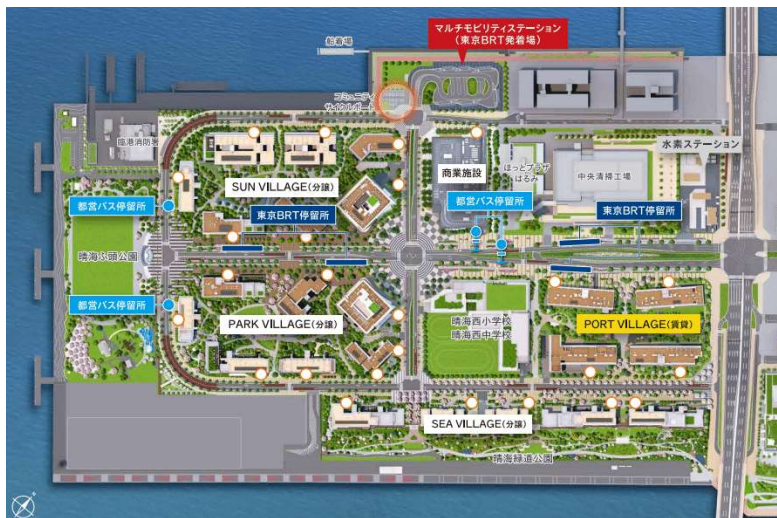 マルチモビリティステーション
(東京BRT発着場)
船着場
コミュニティ
サイクルポート
臨港消防署
水素ステーション
ほっとプラザ
はるみ
中央清掃工場
商業施設
SUN VILLAGE(分譲)
都営バス停留所
都営バス停留所
東京BRT停留所
東京BRT停留所
晴海ふ頭公園
都営バス停留所
PARK VILLAGE(分譲)
晴海西小学校
晴海西中学校
PORT VILLAGE(賃貸)
SEA VILLAGE(分譲)
晴海緑道公園